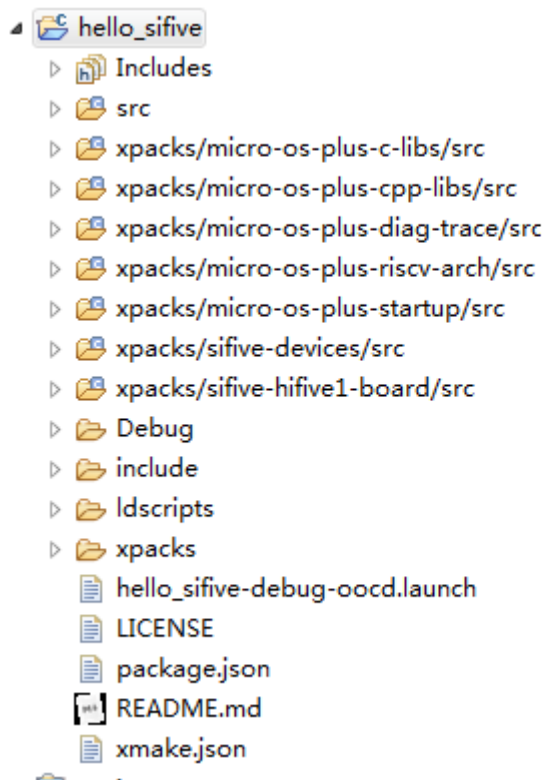 hello_sifive
Includes
src
xpacks/micro-os-plus-c-libs/src
xpacks/micro-os-plus-cpp-libs/src
xpacks/micro-os-plus-diag-trace/src
xpacks/micro-os-plus-riscv-arch/src
xpacks/micro-os-plus-startup/src
xpacks/sifive-devices/src
xpacks/sifive-hifive1-board/src
Debug
include
ldscripts
xpacks
hello_sifive-debug-oocd.launch
LICENSE
package.json
README.md
xmake.json